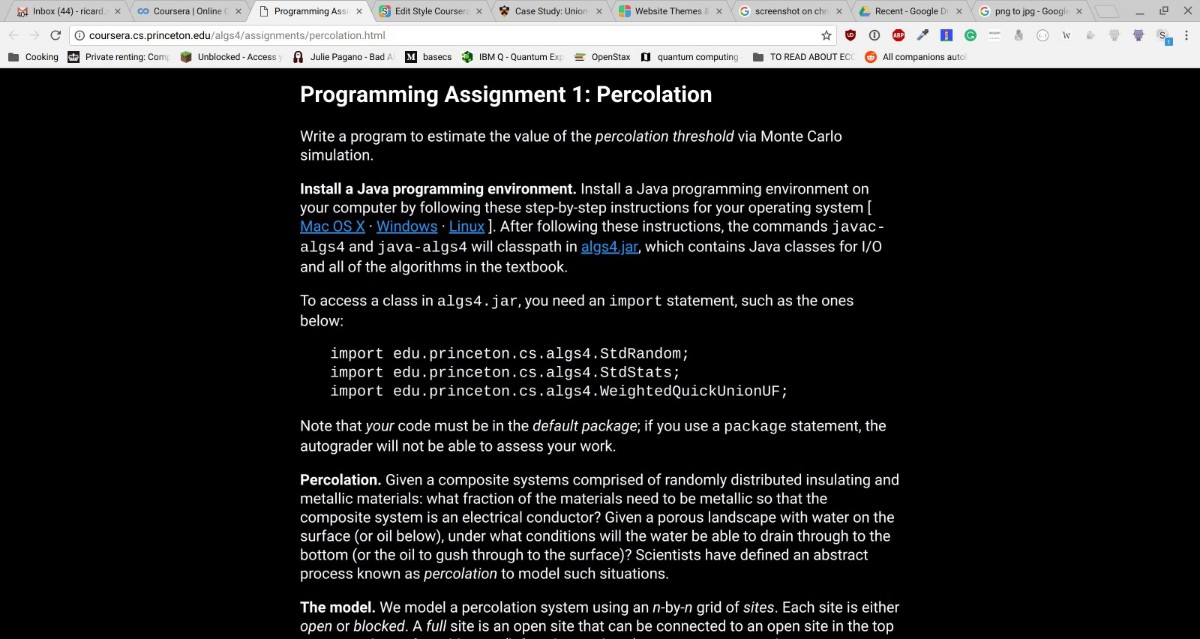 Inbox (44) - ricard
Coursera | Online C
Programming Ass
Edit Style Coursera
Case Study: Union
Website Themes &
screenshot on chr
Recent - Google D
png to jpg - Google
coursera.cs.princeton.edu/algs4/assignments/percolation.html
Cooking
Private renting: Comp
Unblocked - Access y
Julie Pagano - Bad A
basecs
IBM Q - Quantum Exp
OpenStax
quantum computing
TO READ ABOUT ECO
All companions auto
Programming Assignment 1: Percolation
Write a program to estimate the value of the percolation threshold via Monte Carlo
simulation.
Install a Java programming environment. Install a Java programming environment on
your computer by following these step-by-step instructions for your operating system [
Mac OS X · Windows · Linux ]. After following these instructions, the commands javac-
algs4 and java-algs4 will classpath in algs4.jar, which contains Java classes for I/O
and all of the algorithms in the textbook.
To access a class in algs4.jar, you need an import statement, such as the ones
below:
import edu.princeton.cs.algs4.StdRandom;
import edu.princeton.cs.algs4.StdStats;
import edu.princeton.cs.algs4.WeightedQuickUnionUF;
Note that your code must be in the default package; if you use a package statement, the
autograder will not be able to assess your work.
Percolation. Given a composite systems comprised of randomly distributed insulating and
metallic materials: what fraction of the materials need to be metallic so that the
composite system is an electrical conductor? Given a porous landscape with water on the
surface (or oil below), under what conditions will the water be able to drain through to the
bottom (or the oil to gush through to the surface)? Scientists have defined an abstract
process known as percolation to model such situations.
The model. We model a percolation system using an n-by-n grid of sites. Each site is either
open or blocked. A full site is an open site that can be connected to an open site in the top